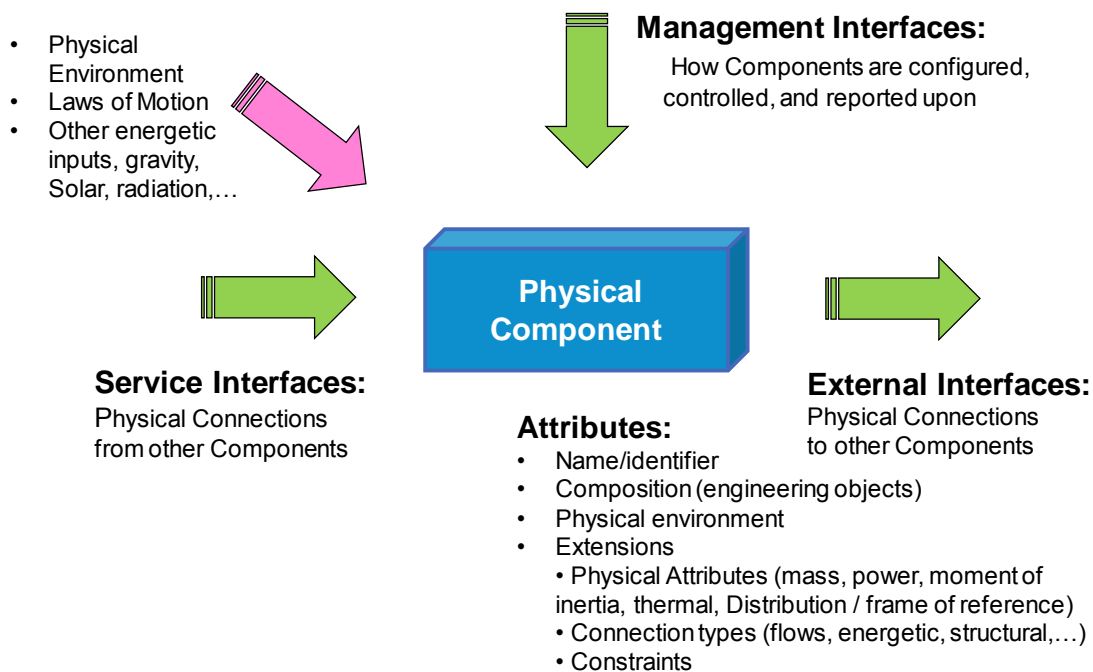 • Physical
Environment
• Laws of Motion
• Other energetic
inputs, gravity,
Solar, radiation,…
Management Interfaces:
How Components are configured,
controlled, and reported upon
Physical
Component
Service Interfaces:
Physical Connections
from other Components
External Interfaces:
Physical Connections
to other Components
Attributes:
• Name/identifier
• Composition (engineering objects)
• Physical environment
• Extensions
• Physical Attributes (mass, power, moment of
inertia, thermal, Distribution / frame of reference)
• Connection types (flows, energetic, structural,…)
• Constraints